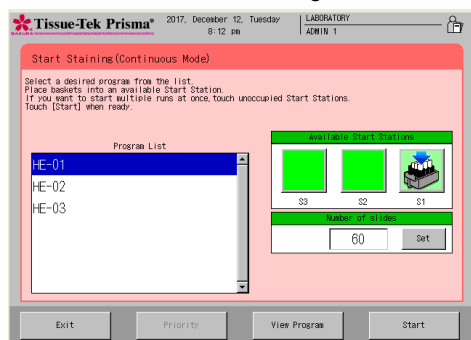 SAKURA Tissue-Tek Prisma®
2017, December 12, Tuesday
8:12 pm
LABORATORY
ADMIN 1
Start Staining(Continuous Mode)
Select a desired program from the list.
Place baskets into an available Start Station.
If you want to start multiple runs at once, touch unoccupied Start Stations.
Touch [Start] when ready.
Program List
HE-01
HE-02
HE-03
Available Start Stations
S3 S2 S1
Number of slides
60 Set
Exit Priority View Program Start